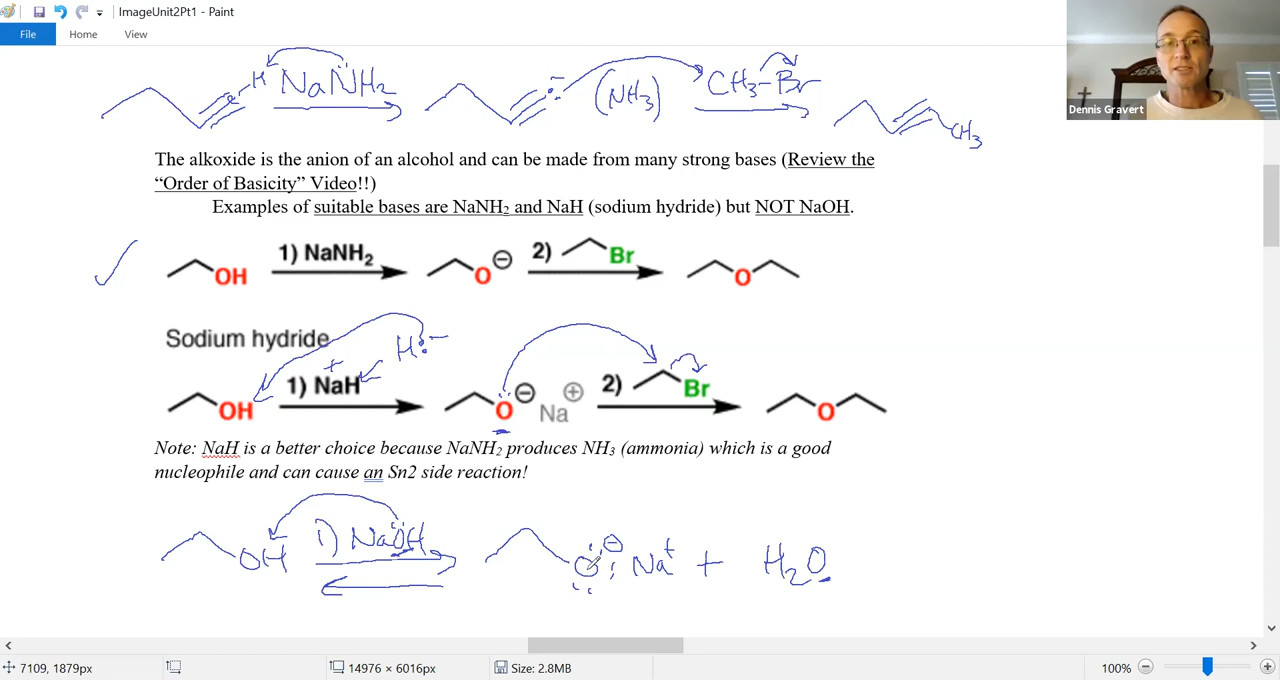 ImageUnit2Pt1 - Paint
File Home View
Dennis Gravert
H NaNH2 (NH3) CH3-Br CH3
The alkoxide is the anion of an alcohol and can be made from many strong bases (Review the
“Order of Basicity” Video!!)
Examples of suitable bases are NaNH2 and NaH (sodium hydride) but NOT NaOH.
OH 1) NaNH2 O ⊖ 2) Br O
Sodium hydride H:−
+
OH 1) NaH O ⊖ Na ⊕ 2) Br O
Note: NaH is a better choice because NaNH2 produces NH3 (ammonia) which is a good
nucleophile and can cause an Sn2 side reaction!
OH 1) NaOH O ⊖ Na+ + H2O
7109, 1879px 14976 × 6016px Size: 2.8MB 100%